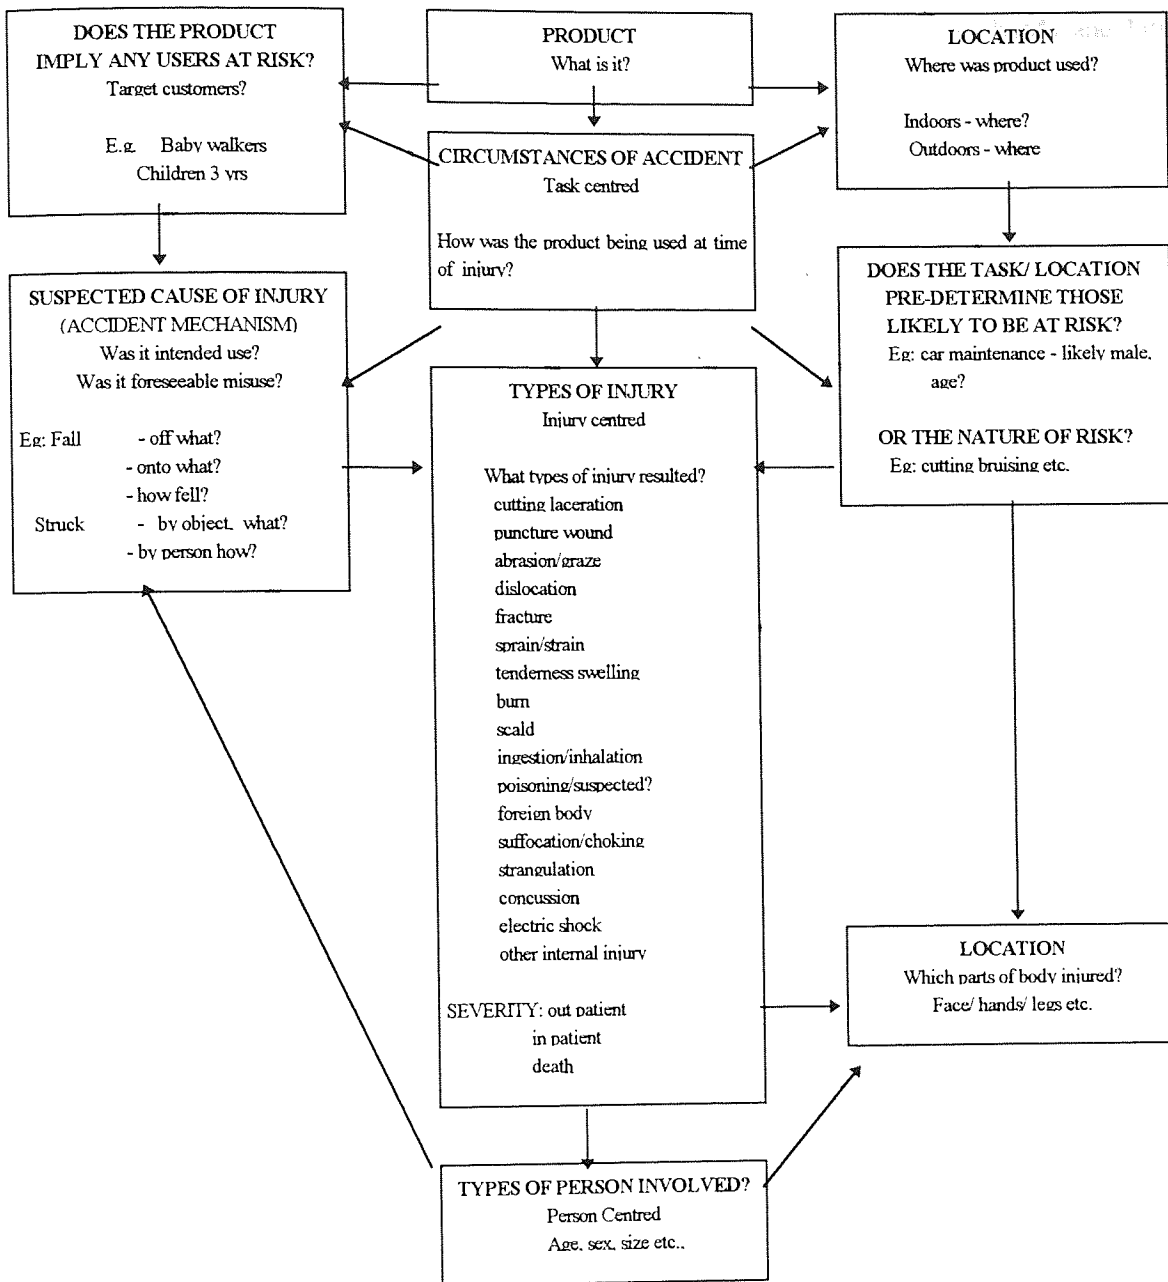 DOES THE PRODUCT
IMPLY ANY USERS AT RISK?
Target customers?
E.g. Baby walkers
Children 3 yrs
PRODUCT
What is it?
LOCATION
Where was product used?
Indoors - where?
Outdoors - where
CIRCUMSTANCES OF ACCIDENT
Task centred
How was the product being used at time
of injury?
SUSPECTED CAUSE OF INJURY
(ACCIDENT MECHANISM)
Was it intended use?
Was it foreseeable misuse?
Eg: Fall - off what?
- onto what?
- how fell?
Struck - by object. what?
- by person how?
DOES THE TASK/ LOCATION
PRE-DETERMINE THOSE
LIKELY TO BE AT RISK?
Eg: car maintenance - likely male.
age?
OR THE NATURE OF RISK?
Eg: cutting bruising etc.
TYPES OF INJURY
Injury centred
What types of injury resulted?
cutting laceration
puncture wound
abrasion/graze
dislocation
fracture
sprain/strain
tenderness swelling
burn
scald
ingestion/inhalation
poisoning/suspected?
foreign body
suffocation/choking
strangulation
concussion
electric shock
other internal injury
SEVERITY: out patient
in patient
death
LOCATION
Which parts of body injured?
Face/ hands/ legs etc.
TYPES OF PERSON INVOLVED?
Person Centred
Age. sex. size etc..